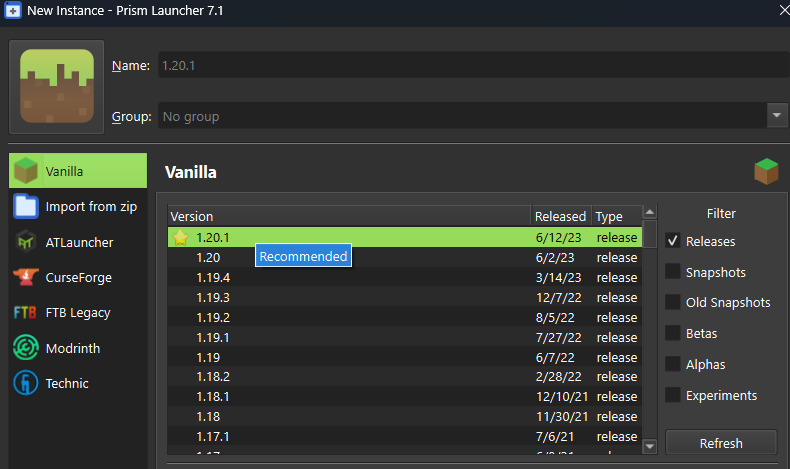 New Instance - Prism Launcher 7.1
Name: 1.20.1
Group: No group
Vanilla
Import from zip
ATLauncher
CurseForge
FTB Legacy
Modrinth
Technic
Vanilla
Version Released Type
1.20.1 6/12/23 release
Recommended
1.20 6/2/23 release
1.19.4 3/14/23 release
1.19.3 12/7/22 release
1.19.2 8/5/22 release
1.19.1 7/27/22 release
1.19 6/7/22 release
1.18.2 2/28/22 release
1.18.1 12/10/21 release
1.18 11/30/21 release
1.17.1 7/6/21 release
Filter
Releases
Snapshots
Old Snapshots
Betas
Alphas
Experiments
Refresh